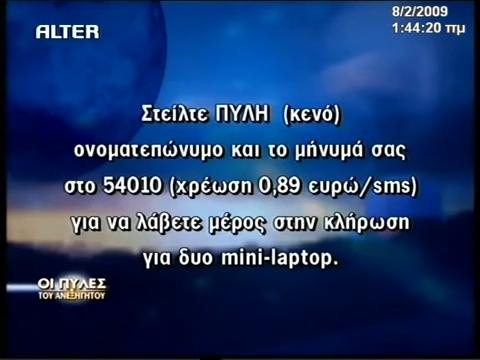 ALTER
8/2/2009
1:44:20 πμ
Στείλτε ΠΥΛΗ (κενό)
ονοματεπώνυμο και το μήνυμά σας
στο 54010 (χρέωση 0,89 ευρώ/sms)
για να λάβετε μέρος στην κλήρωση
για δυο mini-laptop.
ΟΙ ΠΥΛΕΣ
ΤΟΥ ΑΝΕΞΗΓΗΤΟΥ